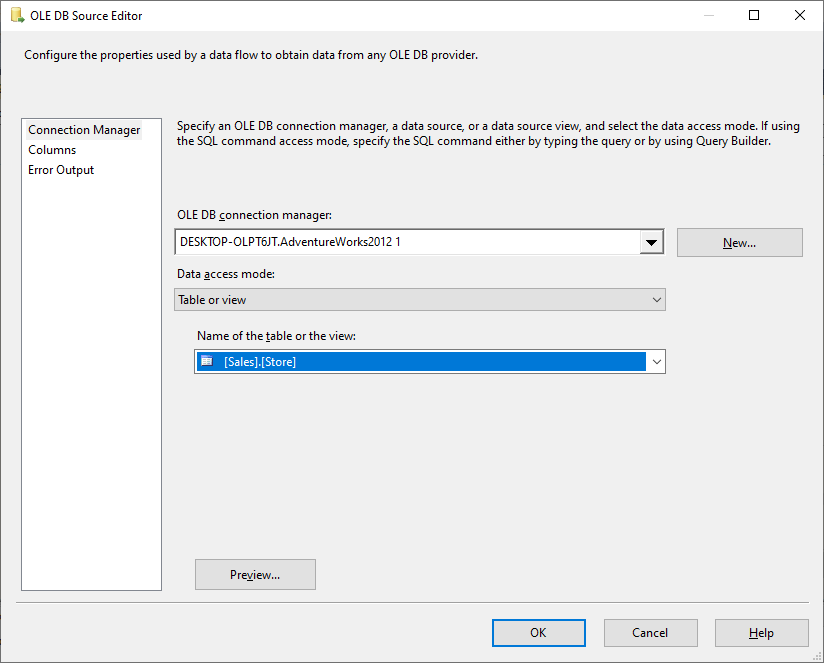 OLE DB Source Editor
Configure the properties used by a data flow to obtain data from any OLE DB provider.
Connection Manager
Columns
Error Output
Specify an OLE DB connection manager, a data source, or a data source view, and select the data access mode. If using
the SQL command access mode, specify the SQL command either by typing the query or by using Query Builder.
OLE DB connection manager:
DESKTOP-OLPT6JT.AdventureWorks2012 1
New...
Data access mode:
Table or view
Name of the table or the view:
[Sales].[Store]
Preview...
OK
Cancel
Help